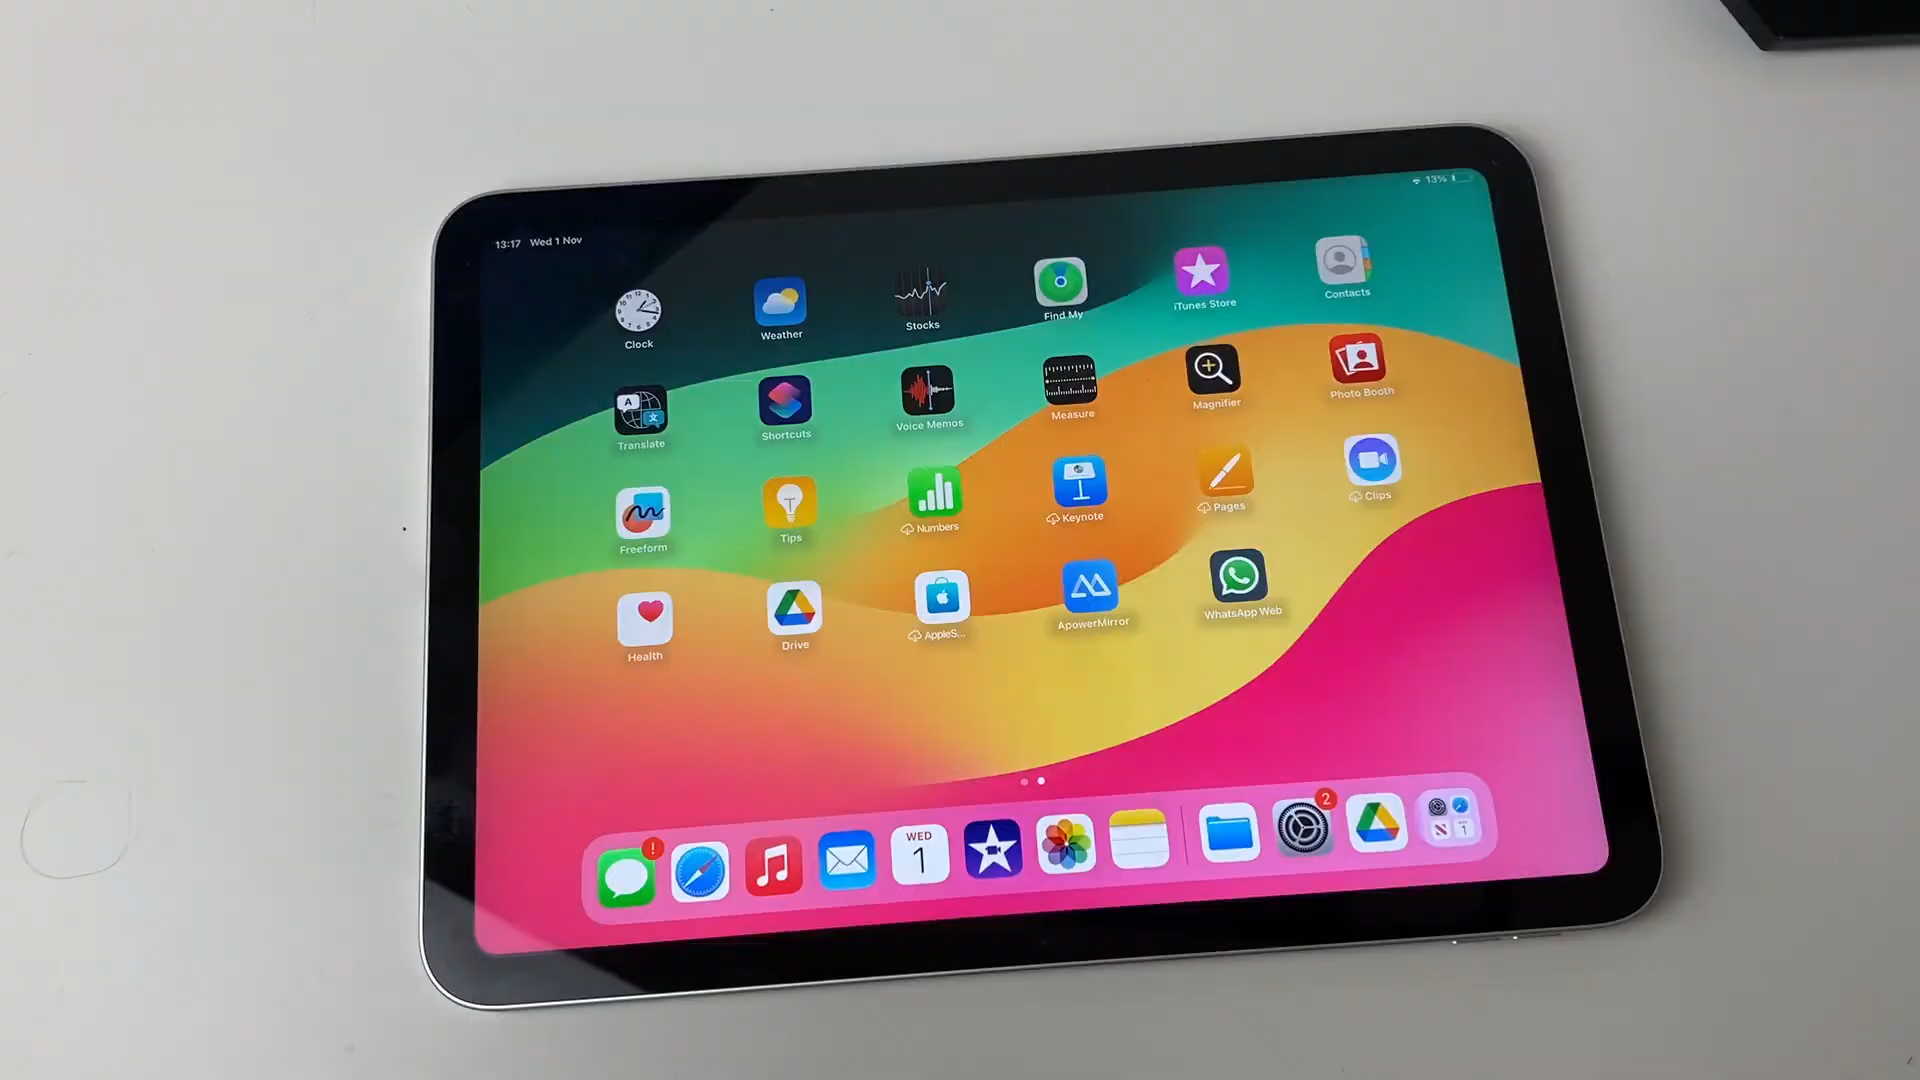 13:17 Wed 1 Nov
13%
Clock
Weather
Stocks
Find My
iTunes Store
Contacts
Translate
Shortcuts
Voice Memos
Measure
Magnifier
Photo Booth
Freeform
Tips
Numbers
Keynote
Pages
Clips
Health
Drive
AppleS...
ApowerMirror
WhatsApp Web
!
WED
1
2
1